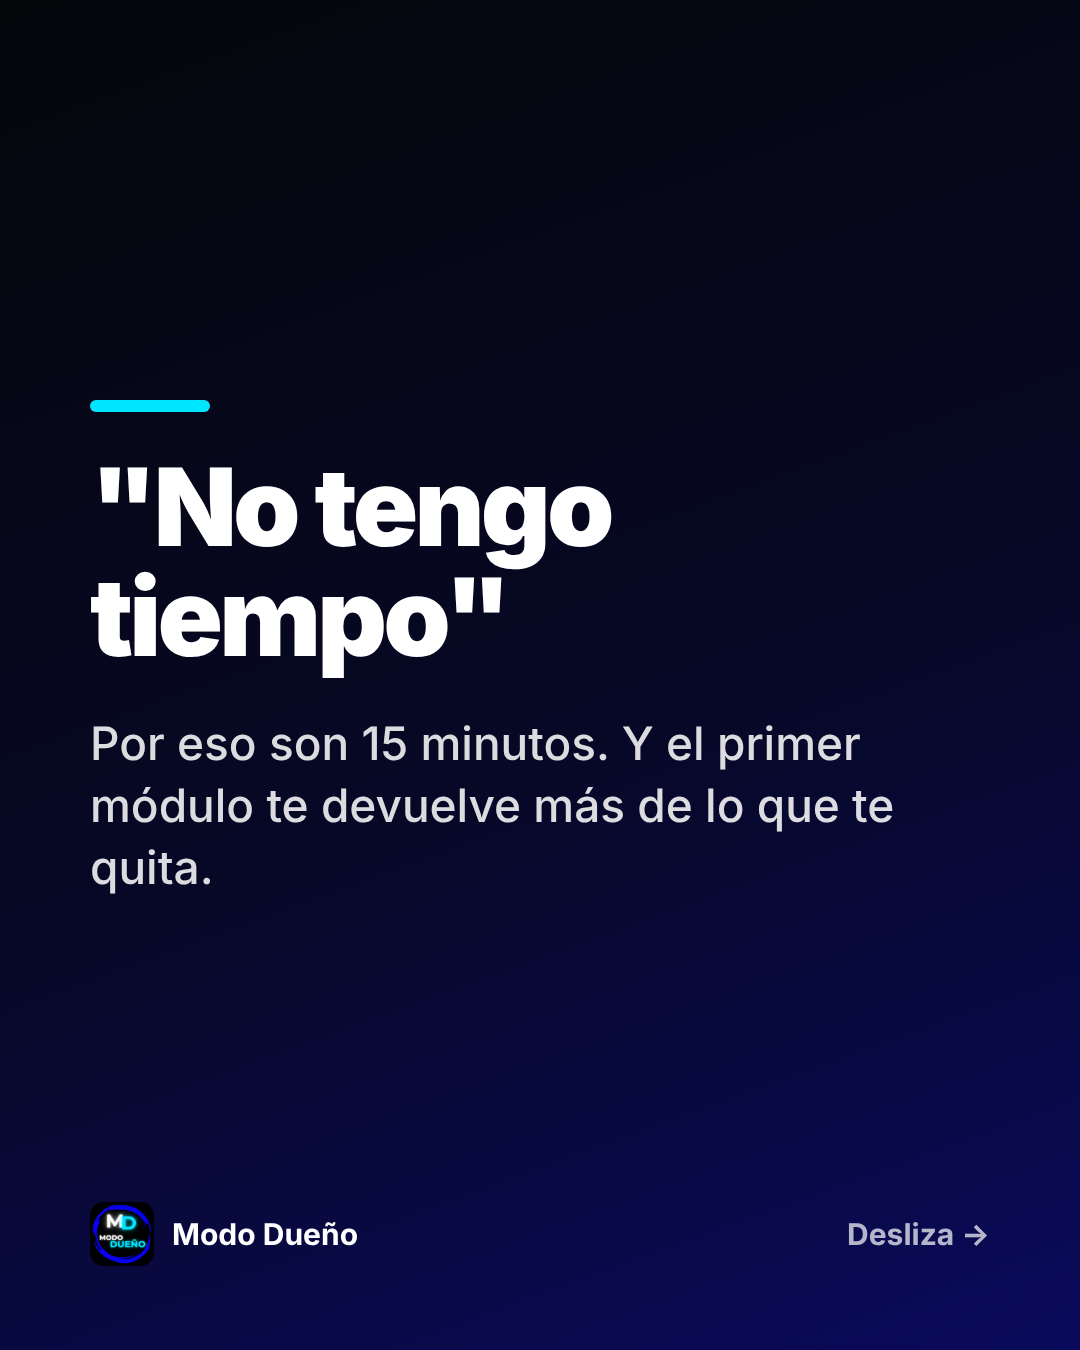 "No tengo
tiempo"
Por eso son 15 minutos. Y el primer
módulo te devuelve más de lo que te
quita.
MD
MODO
DUEÑO
Modo Dueño
Desliza →